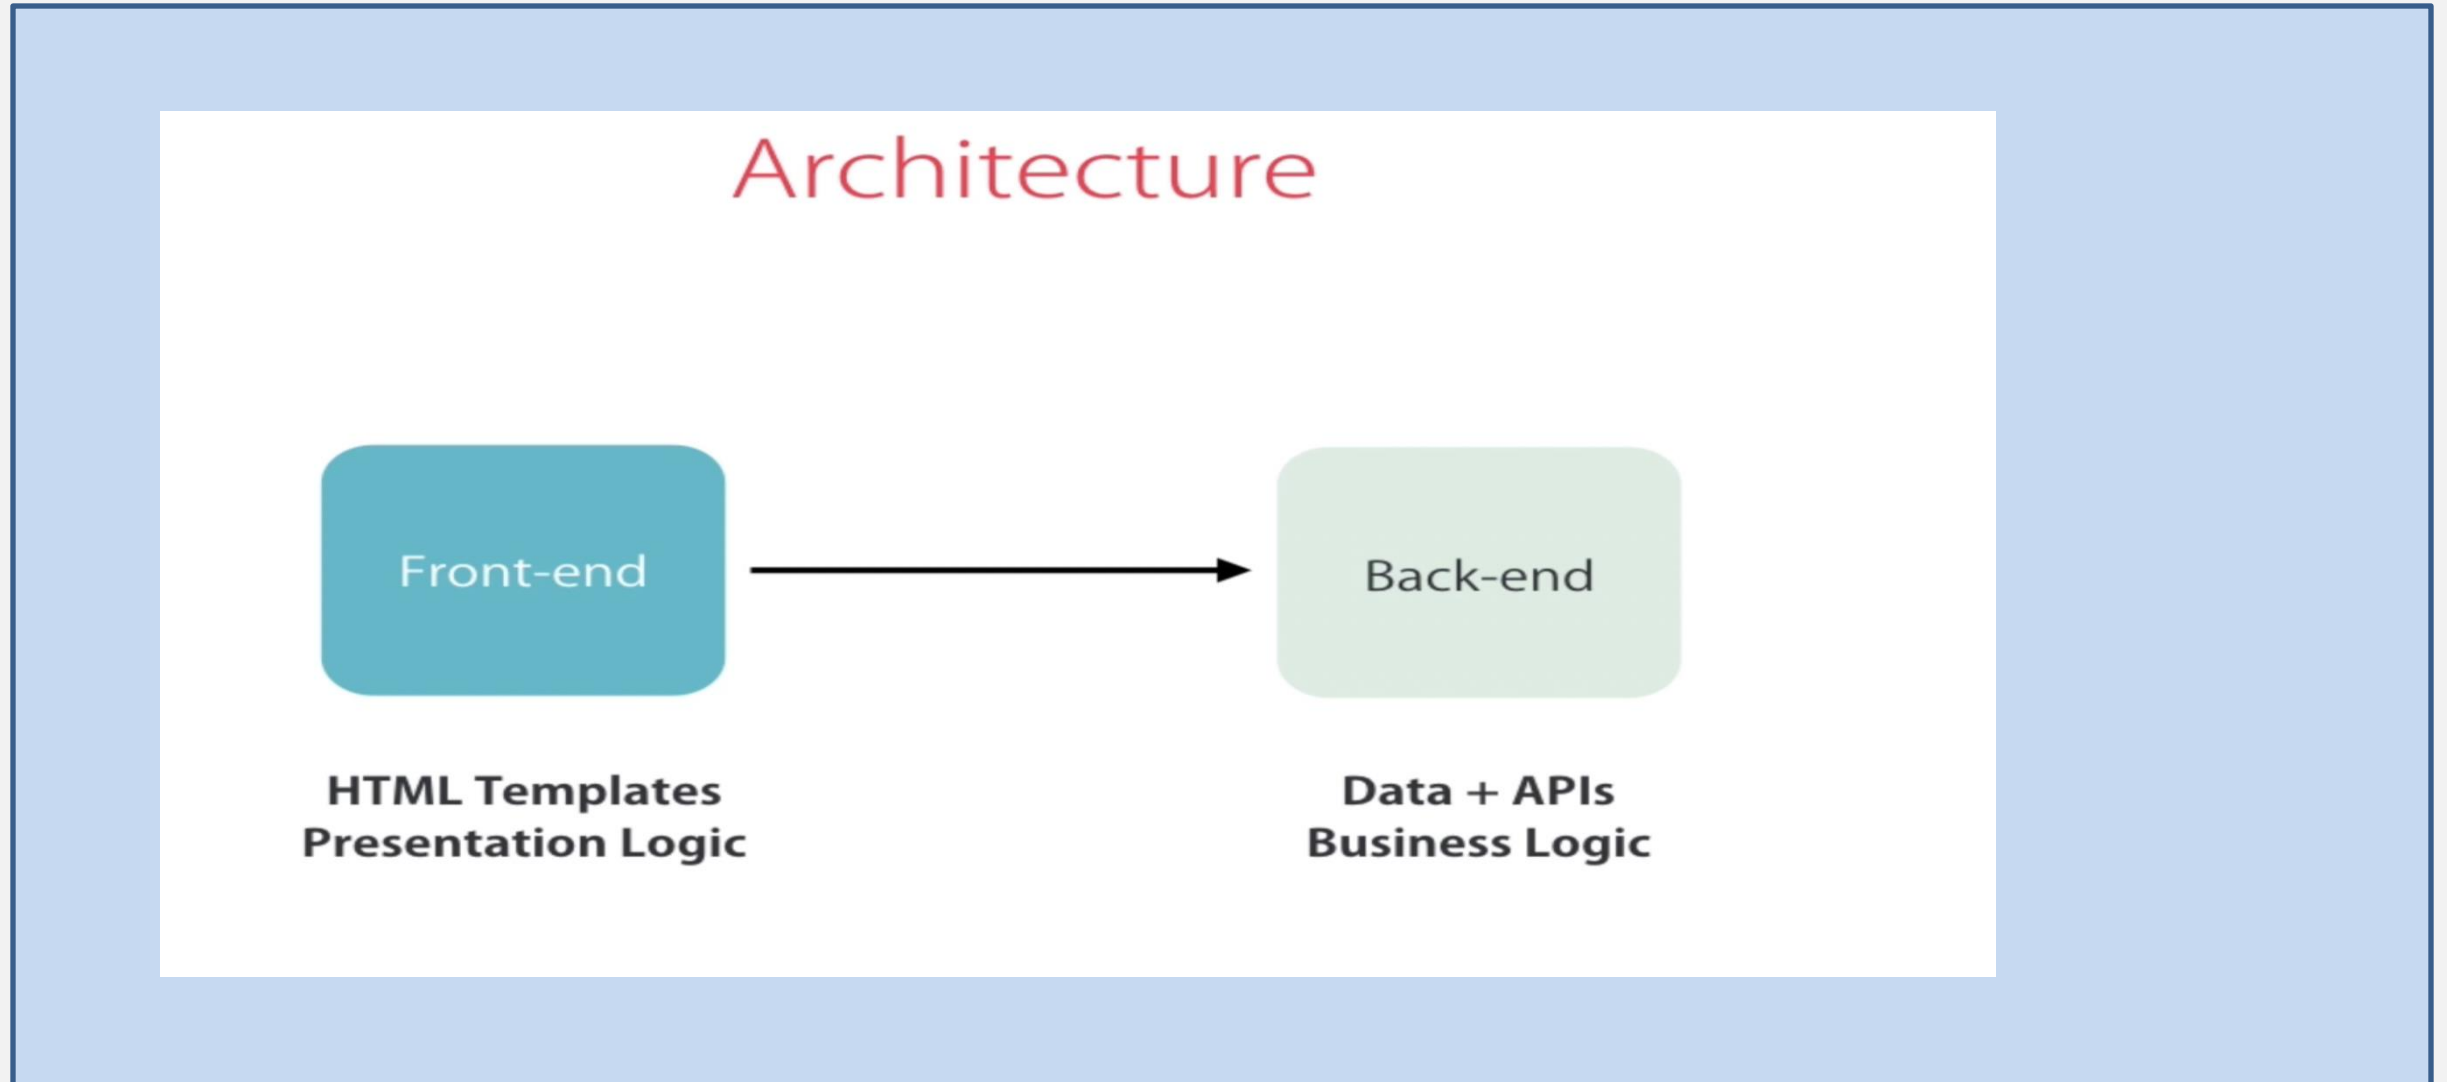 Architecture
Front-end
Back-end
HTML Templates
Presentation Logic
Data + APIs
Business Logic